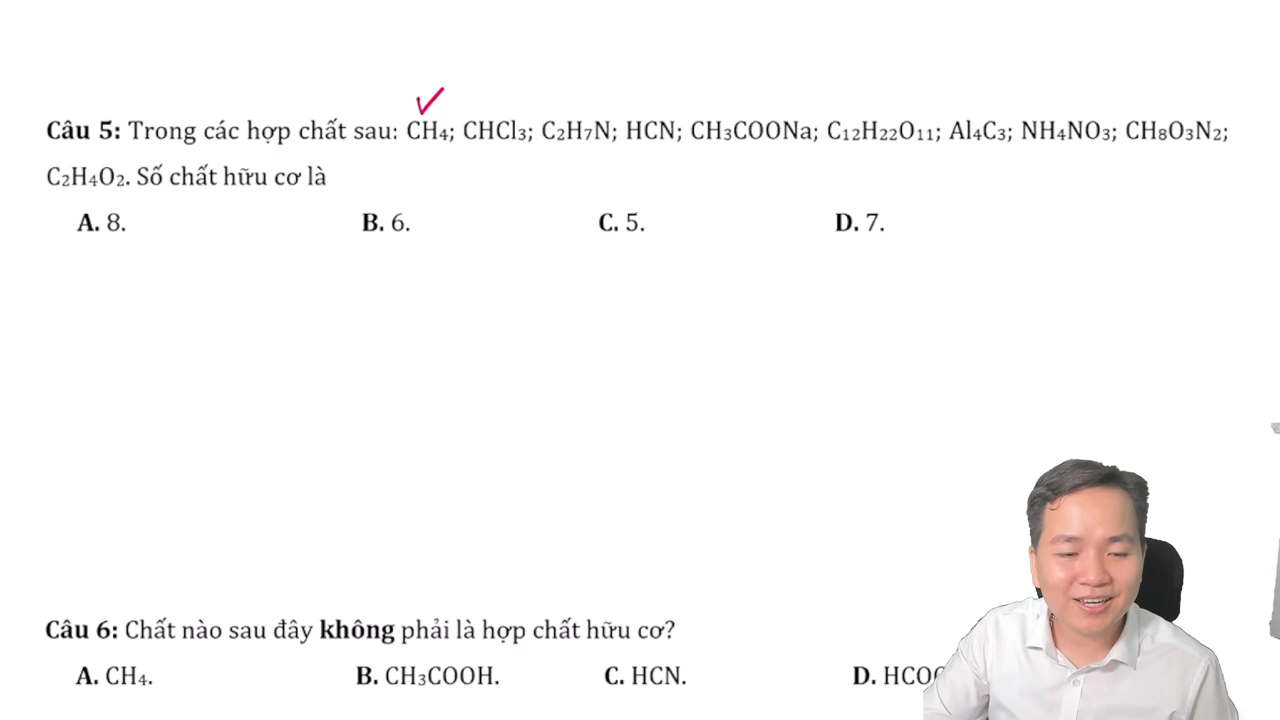 Câu 5: Trong các hợp chất sau: CH₄; CHCl₃; C₂H₇N; HCN; CH₃COONa; C₁₂H₂₂O₁₁; Al₄C₃; NH₄NO₃; CH₈O₃N₂;
C₂H₄O₂. Số chất hữu cơ là
A. 8. B. 6. C. 5. D. 7.
Câu 6: Chất nào sau đây không phải là hợp chất hữu cơ?
A. CH₄. B. CH₃COOH. C. HCN. D.